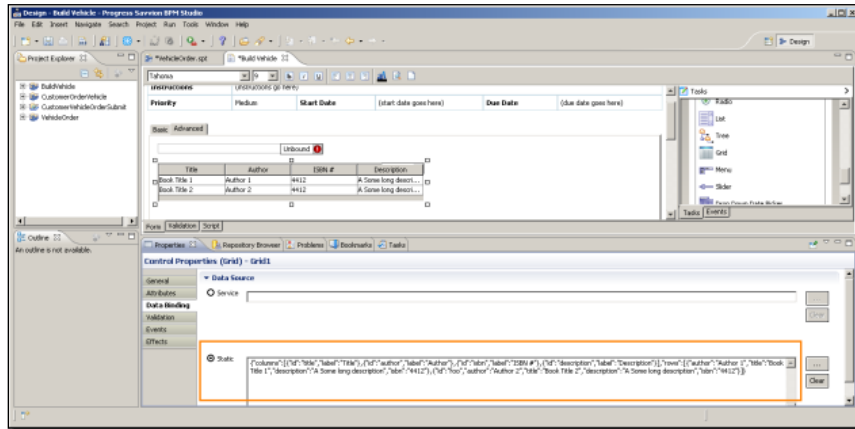 Design - Build Vehicle - Progress Savvion BPM Studio
File Edit Insert Navigate Search Project Run Tools Window Help
Design
Project Explorer
*VehicleOrder.spt
*Build Vehicle
BuildVehicle
CustomerOrderVehicle
CustomerVehicleOrderSubmit
VehicleOrder
Tahoma
9
Instructions
(instructions go here)
Priority
Medium
Start Date
(start date goes here)
Due Date
(due date goes here)
Basic
Advanced
Unbound
Title Author ISBN # Description
Book Title 1 Author 1 4412 A Some long descri...
Book Title 2 Author 2 4412 A Some long descri...
Tasks
Radio
List
Tree
Grid
Menu
Slider
Tasks Events
Form Validation Script
Outline
An outline is not available.
Properties Repository Browser Problems Bookmarks Tasks
Control Properties (Grid) - Grid1
General
Attributes
Data Binding
Validation
Events
Effects
Data Source
Service
...
Clear
Static
{"columns":[{"id":"title","label":"Title"},{"id":"author","label":"Author"},{"id":"isbn","label":"ISBN #"},{"id":"description","label":"Description"}],"rows":[{"author":"Author 1","title":"Book
Title 1","description":"A Some long description","isbn":"4412"},{"id":"foo","author":"Author 2","title":"Book Title 2","description":"A Some long description","isbn":"4412"}]}
...
Clear